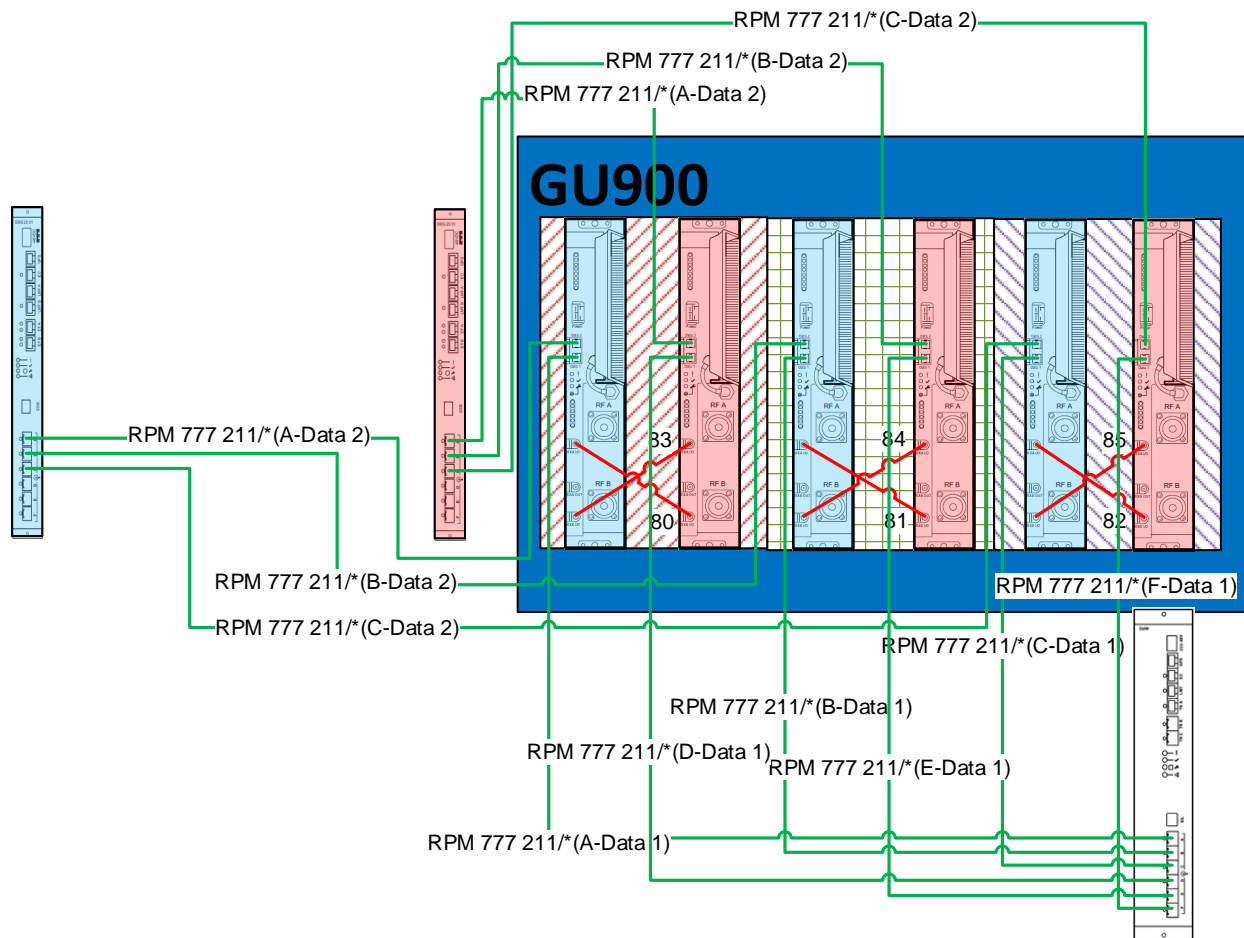 RPM 777 211/*(C-Data 2)
RPM 777 211/*(B-Data 2)
RPM 777 211/*(A-Data 2)
GU900
RF A
RF A
RF A
RF A
RF A
RF A
RPM 777 211/*(A-Data 2)
83
84
85
RF B
RF B
RF B
RF B
RF B
RF B
80
81
82
RPM 777 211/*(B-Data 2)
RPM 777 211/*(F-Data 1)
RPM 777 211/*(C-Data 2)
RPM 777 211/*(C-Data 1)
RPM 777 211/*(B-Data 1)
RPM 777 211/*(D-Data 1)
RPM 777 211/*(E-Data 1)
RPM 777 211/*(A-Data 1)